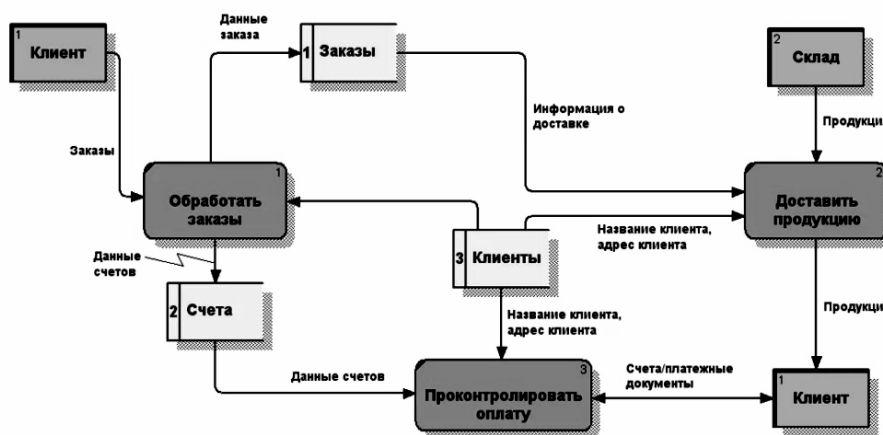 Данные
заказа
1
Клиент
1
Заказы
2
Склад
Информация о
доставке
Продукци
Заказы
1
Обработать
заказы
2
Доставить
продукцию
Название клиента,
адрес клиента
Данные
счетов
3
Клиенты
2
Счета
Название клиента,
адрес клиента
Продукци
3
Проконтролировать
оплату
Данные счетов
Счета/платежные
документы
1
Клиент